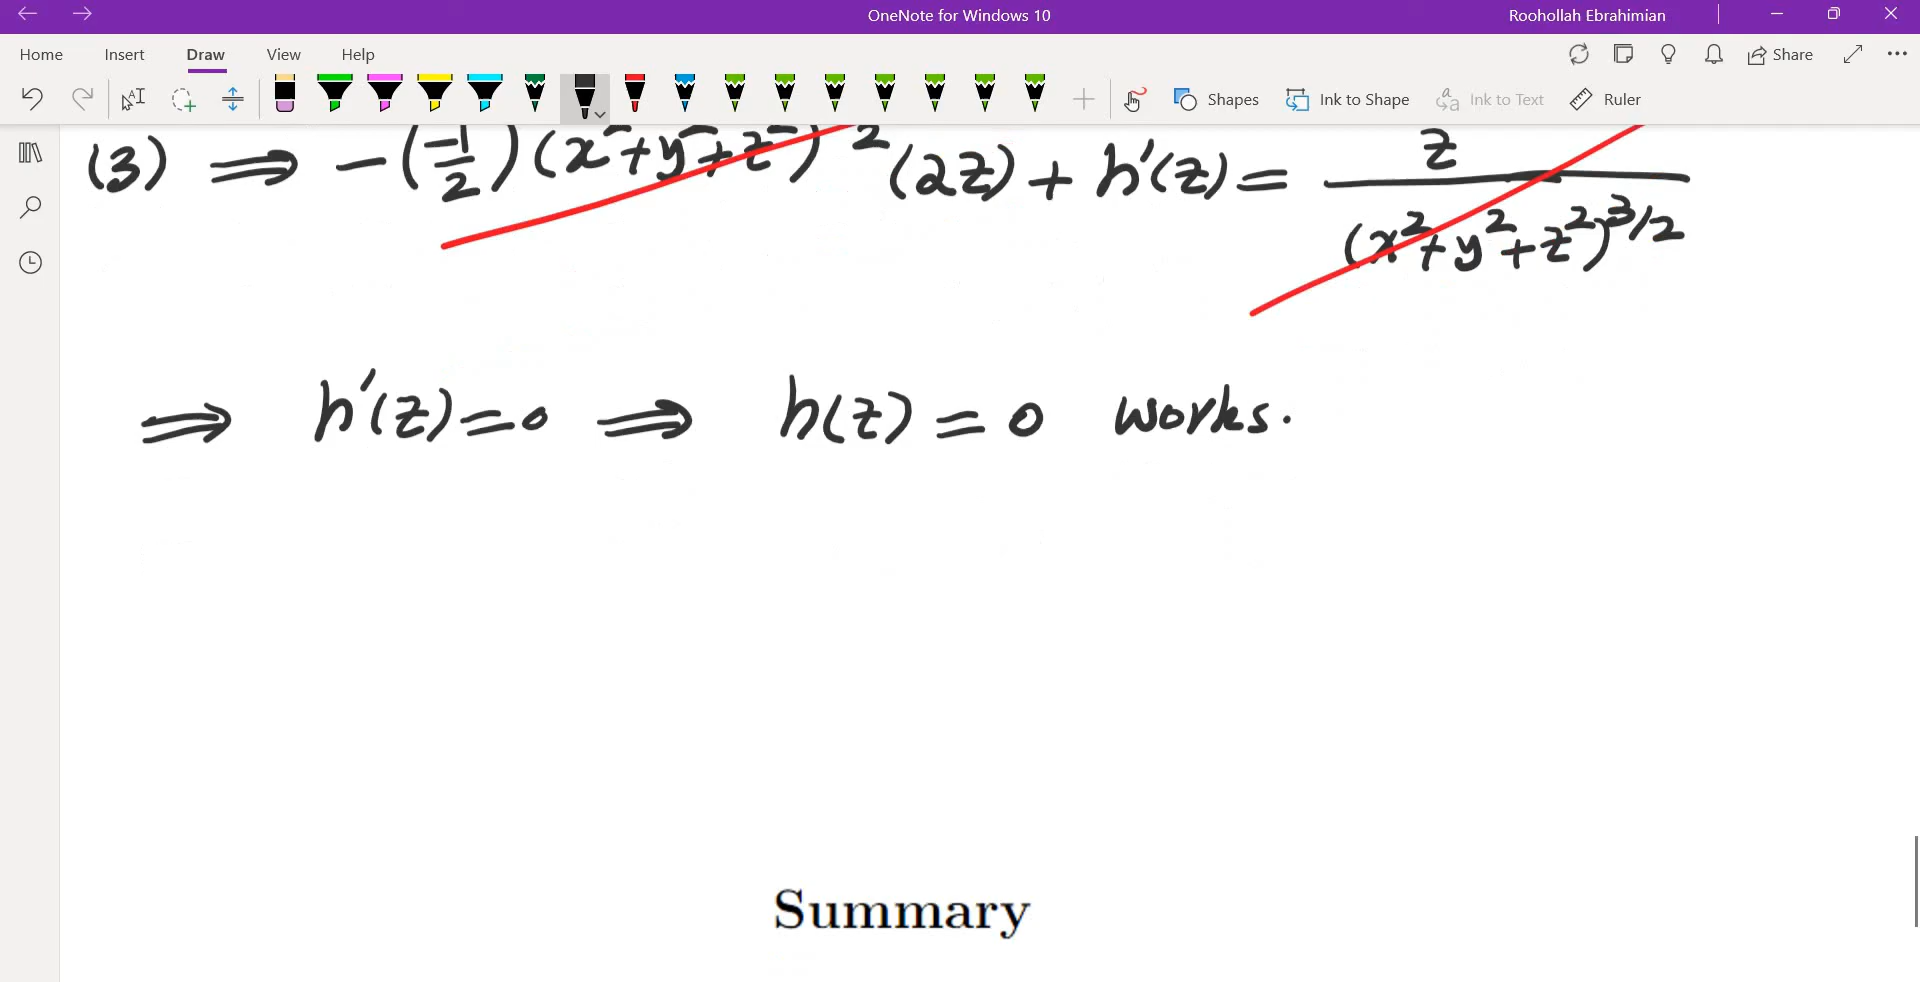 OneNote for Windows 10
Roohollah Ebrahimian
Home Insert Draw View Help
Share
Shapes Ink to Shape Ink to Text Ruler
(3) ⟹ -(-1/2)(x²+y²+z²) ² (2z) + h'(z) = z/(x²+y²+z²)^3/2
⟹ h'(z)=0 ⟹ h(z) = 0 works.
Summary